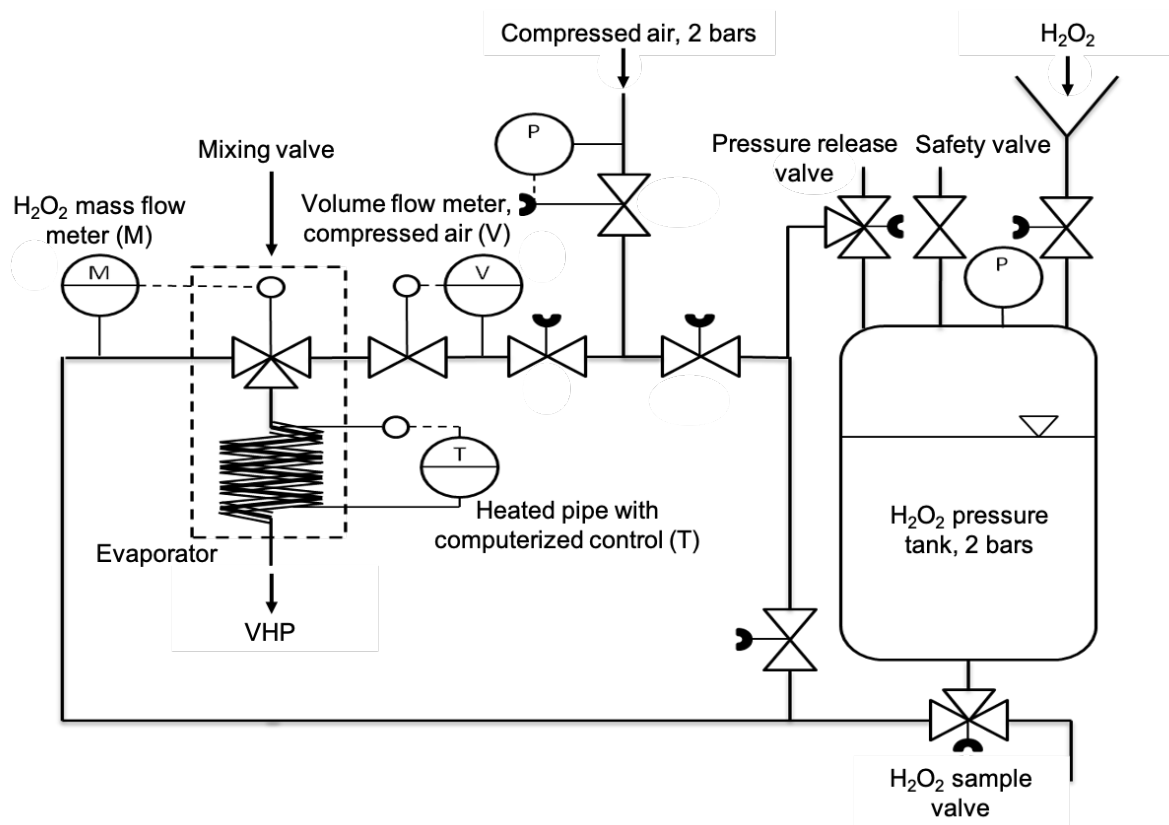 Compressed air, 2 bars
H₂O₂
P
Mixing valve
Pressure release
valve
Safety valve
H₂O₂ mass flow
meter (M)
Volume flow meter,
compressed air (V)
M
V
P
T
Heated pipe with
computerized control (T)
Evaporator
H₂O₂ pressure
tank, 2 bars
VHP
H₂O₂ sample
valve